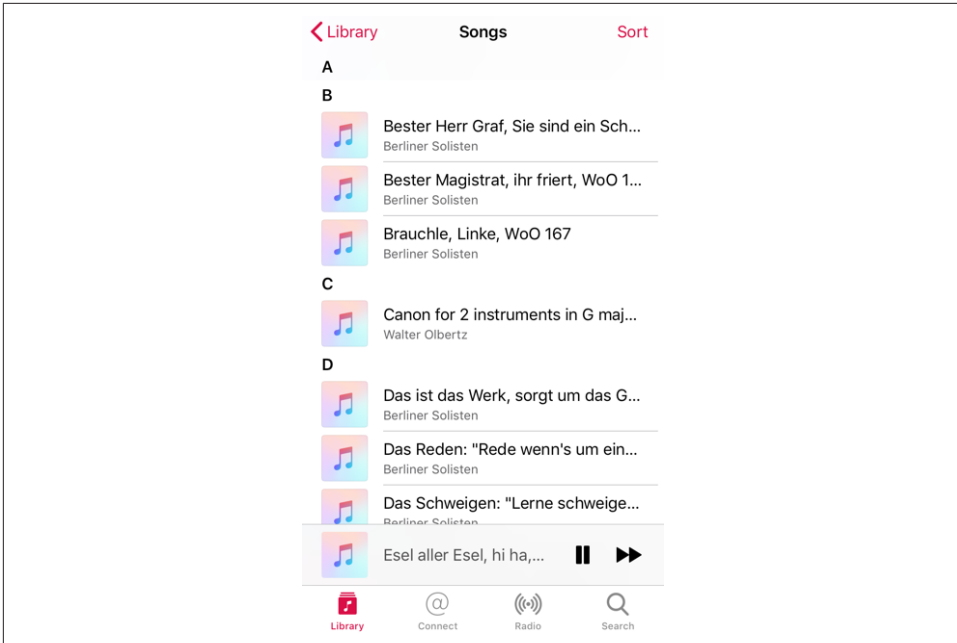 Library Songs Sort
A
B
Bester Herr Graf, Sie sind ein Sch...
Berliner Solisten
Bester Magistrat, ihr friert, WoO 1...
Berliner Solisten
Brauchle, Linke, WoO 167
Berliner Solisten
C
Canon for 2 instruments in G maj...
Walter Olbertz
D
Das ist das Werk, sorgt um das G...
Berliner Solisten
Das Reden: "Rede wenn's um ein...
Berliner Solisten
Das Schweigen: "Lerne schweige...
Berliner Solisten
Esel aller Esel, hi ha,...
Library Connect Radio Search